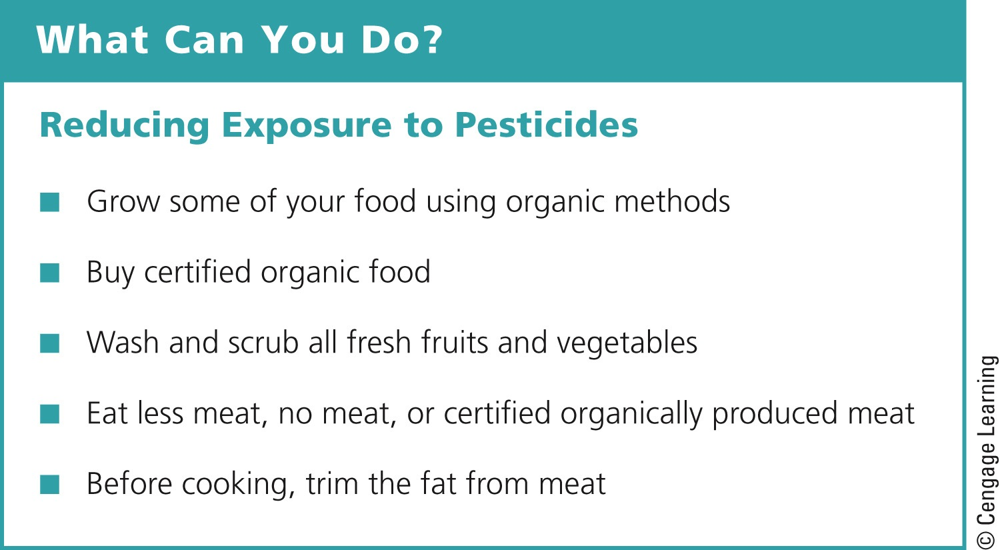 What Can You Do?
Reducing Exposure to Pesticides
■ Grow some of your food using organic methods
■ Buy certified organic food
■ Wash and scrub all fresh fruits and vegetables
■ Eat less meat, no meat, or certified organically produced meat
■ Before cooking, trim the fat from meat
© Cengage Learning